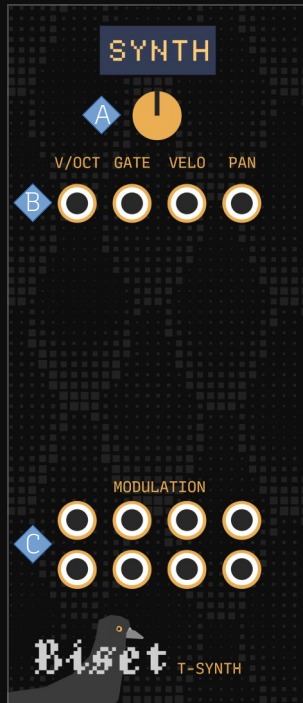 SYNTH
A
V/OCT GATE VELO PAN
B
MODULATION
C
Biset T-SYNTH